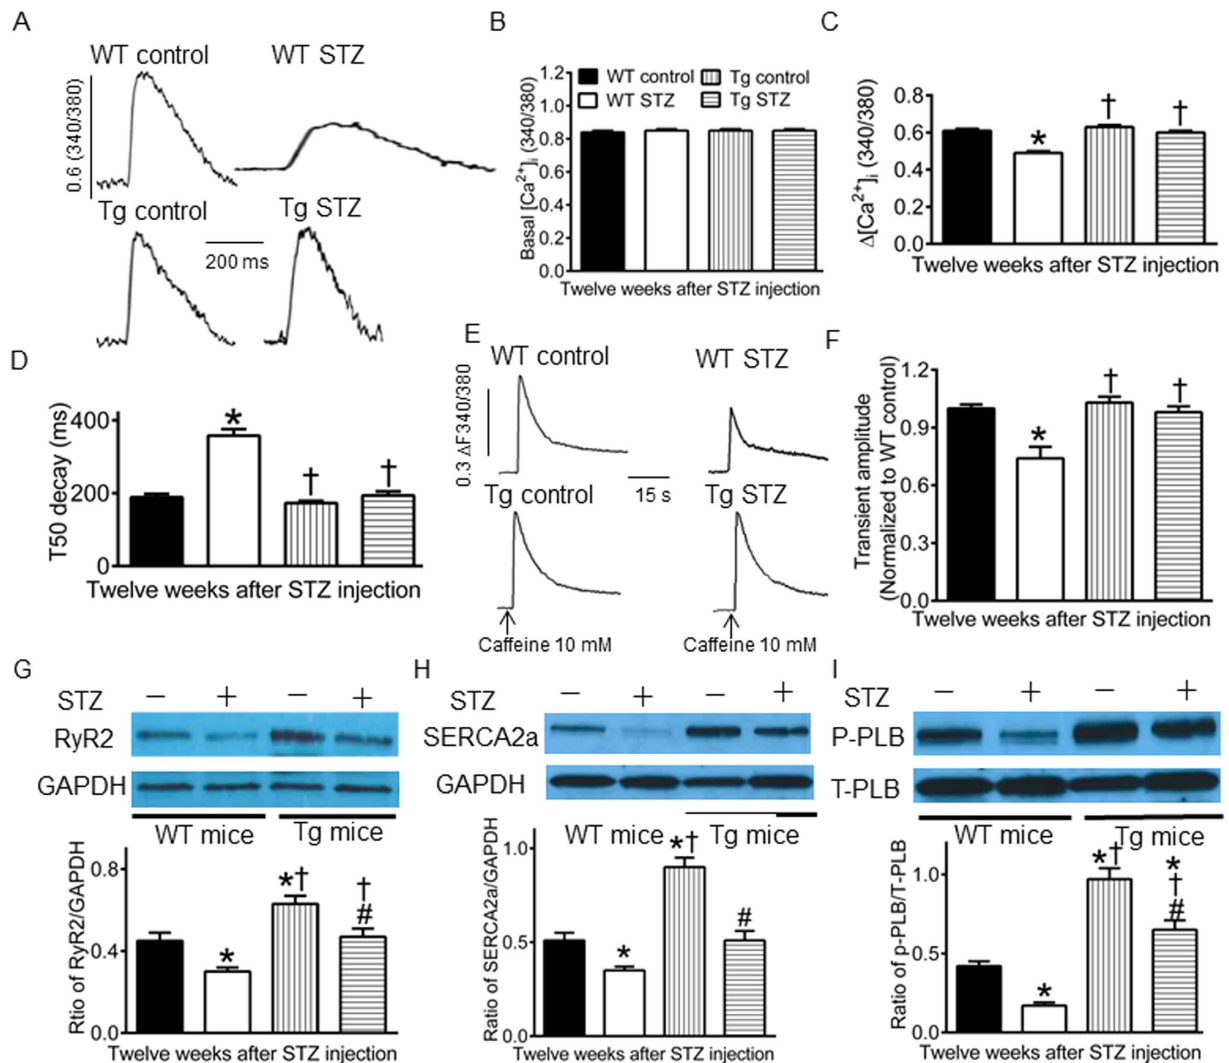 A
WT control
WT STZ
0.6 (340/380)
Tg control
Tg STZ
200 ms
B
Basal [Ca²⁺]ᵢ (340/380)
1.2
1.0
0.8
0.6
0.4
0.2
0.0
WT control
Tg control
WT STZ
Tg STZ
Twelve weeks after STZ injection
C
Δ[Ca²⁺]ᵢ (340/380)
0.8
0.6
0.4
0.2
0.0
*
†
†
Twelve weeks after STZ injection
D
T50 decay (ms)
400
200
0
*
†
†
Twelve weeks after STZ injection
E
WT control
WT STZ
0.3 ΔF340/380
15 s
Tg control
Tg STZ
Caffeine 10 mM
Caffeine 10 mM
F
Transient amplitude
(Normalized to WT control)
1.2
0.9
0.6
0.3
0.0
*
†
†
Twelve weeks after STZ injection
G
STZ − + − +
RyR2
GAPDH
WT mice
Tg mice
Rtio of RyR2/GAPDH
0.8
0.4
0.0
*
*†
†
#
Twelve weeks after STZ injection
H
STZ − + − +
SERCA2a
GAPDH
WT mice
Tg mice
Ratio of SERCA2a/GAPDH
1.0
0.5
0.0
*
*†
#
Twelve weeks after STZ injection
I
STZ − + − +
P-PLB
T-PLB
WT mice
Tg mice
Ratio of p-PLB/T-PLB
1.0
0.5
0.0
*
*†
*
†
#
Twelve weeks after STZ injection